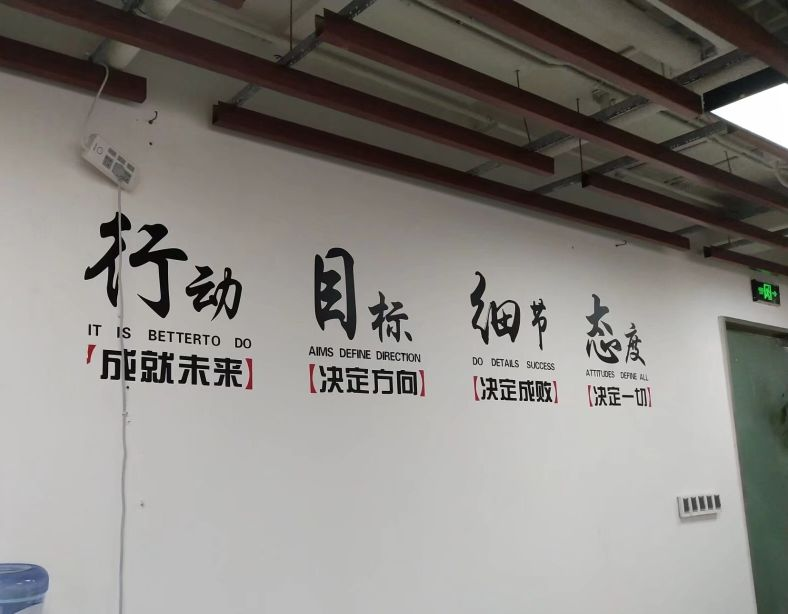 行动
IT IS BETTERTO DO
【成就未来】
目标
AIMS DEFINE DIRECTION
【决定方向】
细节
DO DETAILS SUCCESS
【决定成败】
态度
ATTITUDES DEFINE ALL
【决定一切】